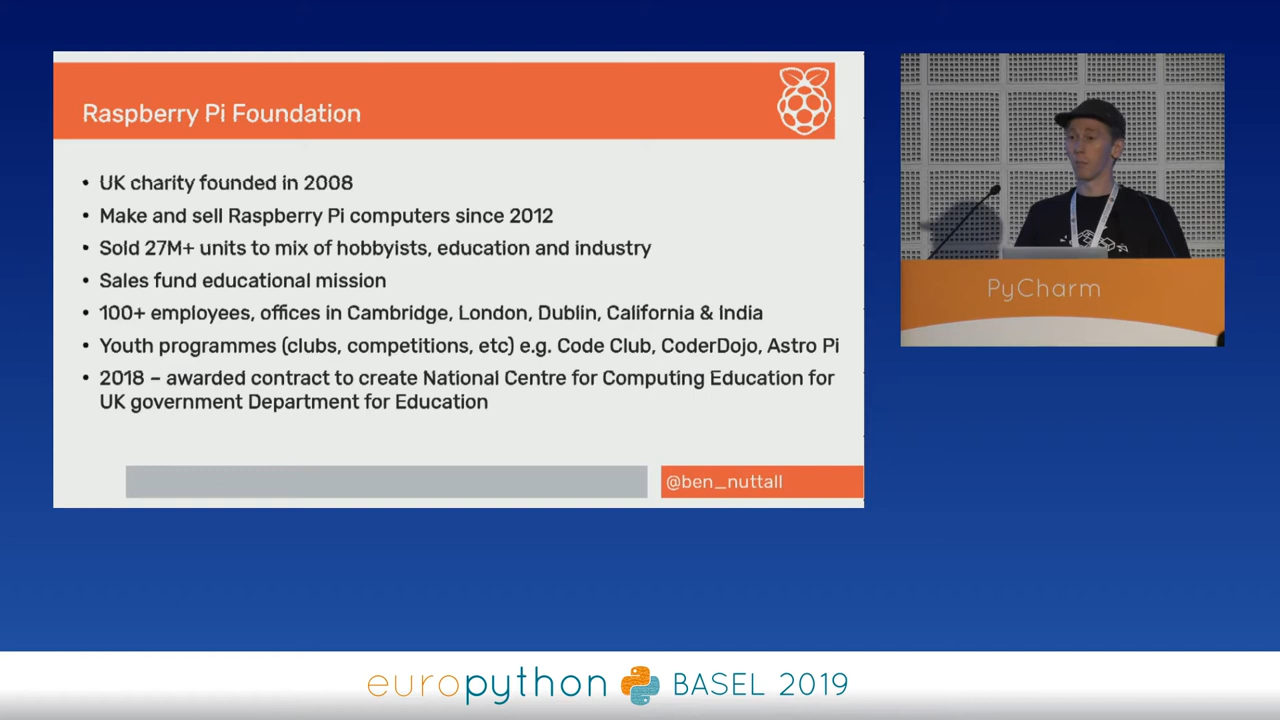 Raspberry Pi Foundation
• UK charity founded in 2008
• Make and sell Raspberry Pi computers since 2012
• Sold 27M+ units to mix of hobbyists, education and industry
• Sales fund educational mission
• 100+ employees, offices in Cambridge, London, Dublin, California & India
• Youth programmes (clubs, competitions, etc) e.g. Code Club, CoderDojo, Astro Pi
• 2018 – awarded contract to create National Centre for Computing Education for
UK government Department for Education
@ben_nuttall
PyCharm
europython BASEL 2019